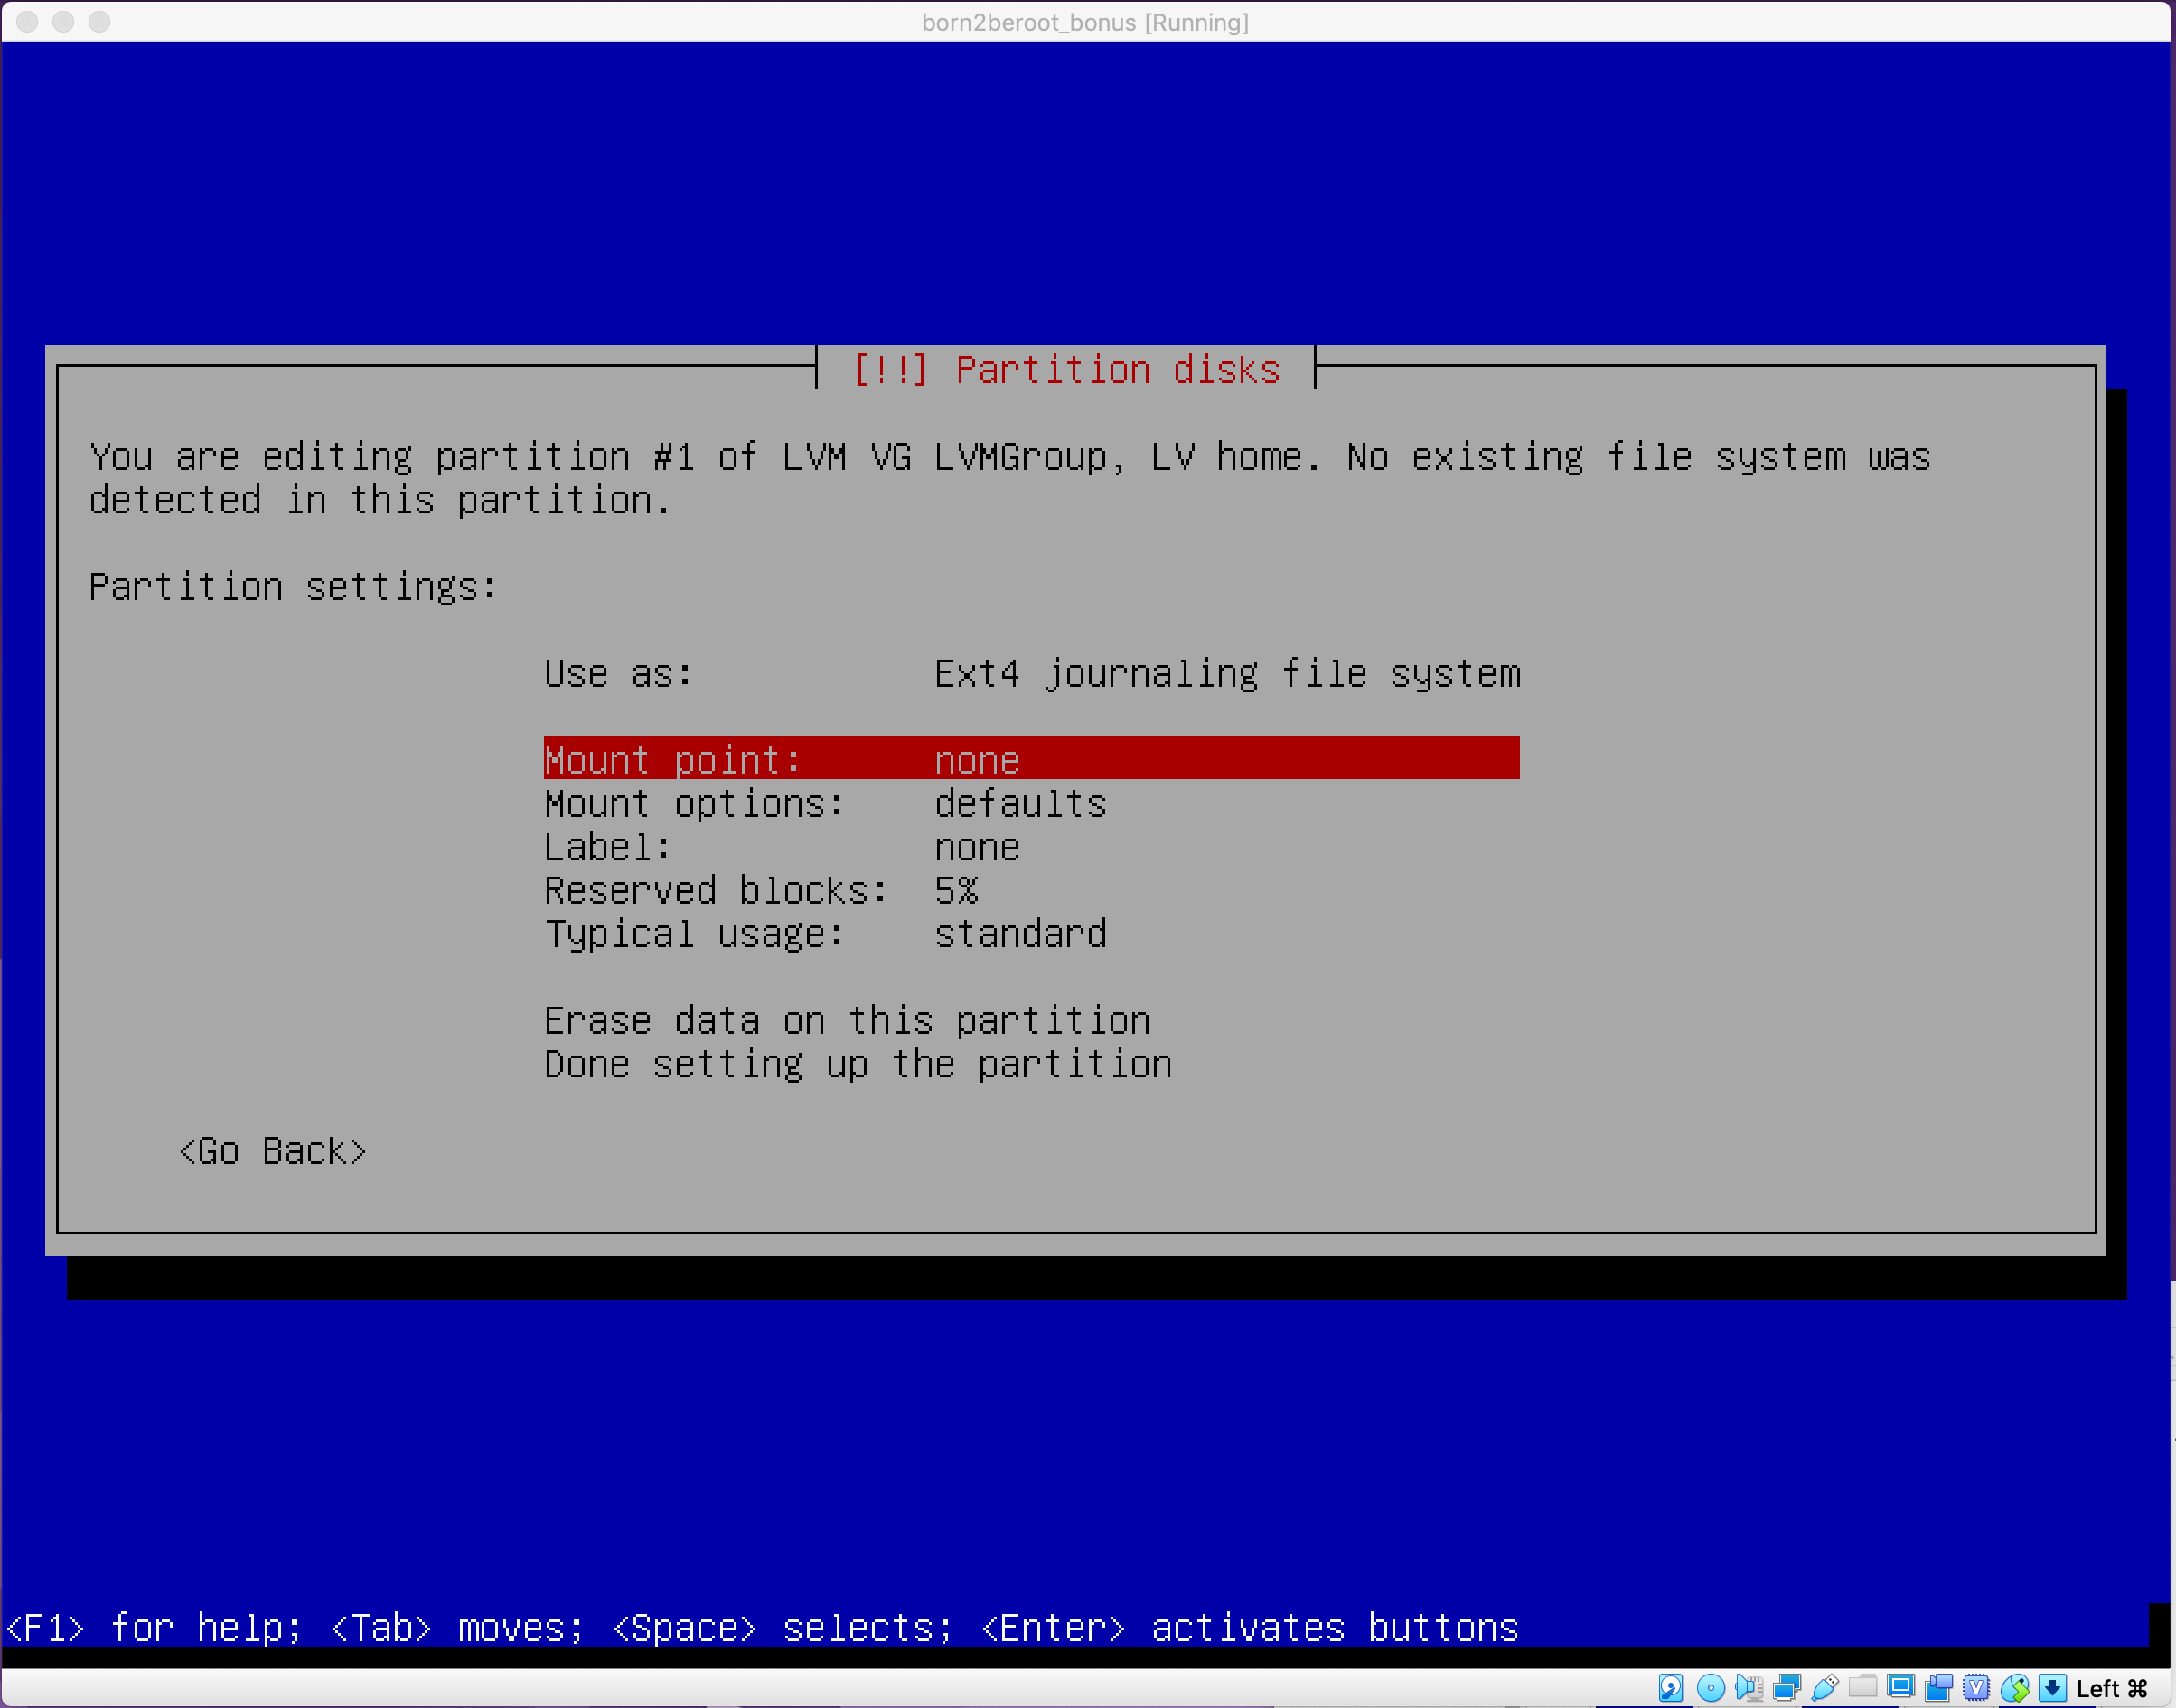 born2beroot_bonus [Running]
[!!] Partition disks
You are editing partition #1 of LVM VG LVMGroup, LV home. No existing file system was
detected in this partition.
Partition settings:
Use as: Ext4 journaling file system
Mount point: none
Mount options: defaults
Label: none
Reserved blocks: 5%
Typical usage: standard
Erase data on this partition
Done setting up the partition
<Go Back>
<F1> for help; <Tab> moves; <Space> selects; <Enter> activates buttons
Left ⌘